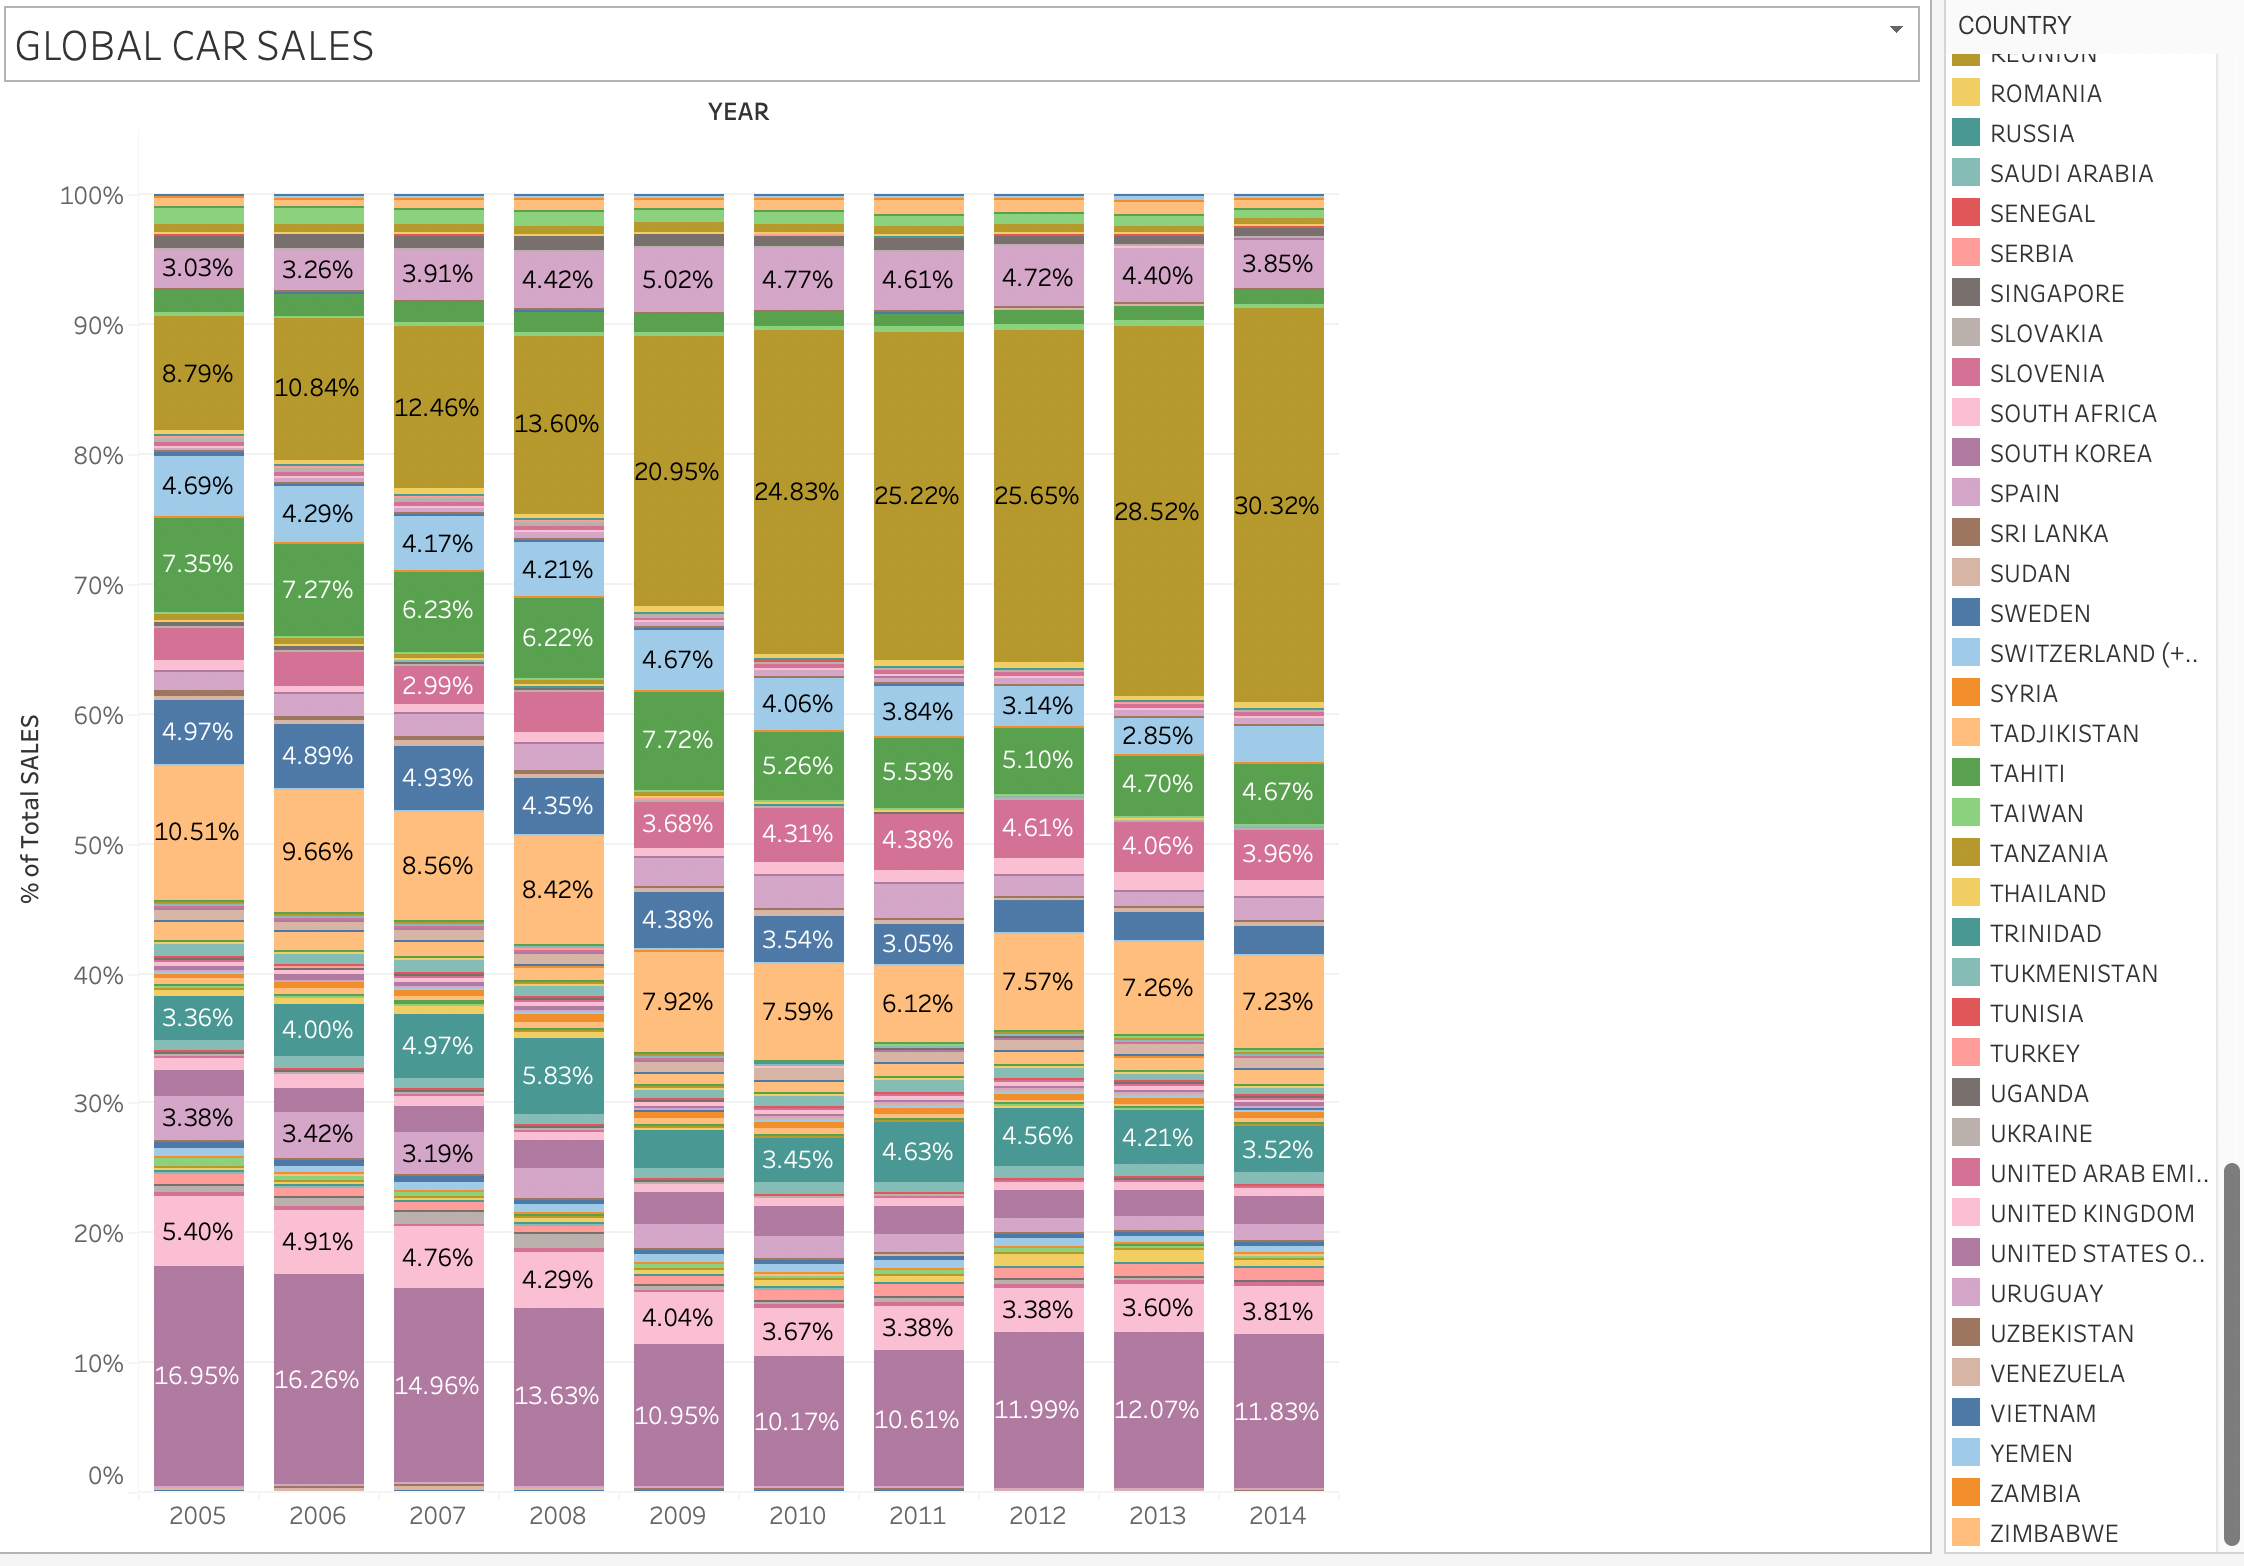 GLOBAL CAR SALES
YEAR
% of Total SALES
100%
90%
80%
70%
60%
50%
40%
30%
20%
10%
0%
3.03% 3.26% 3.91% 4.42% 5.02% 4.77% 4.61% 4.72% 4.40% 3.85%
8.79% 10.84% 12.46% 13.60% 20.95% 24.83% 25.22% 25.65% 28.52% 30.32%
4.69% 4.29% 4.17% 4.21% 4.67% 4.06% 3.84% 3.14% 2.85%
7.35% 7.27% 6.23% 6.22% 7.72% 5.26% 5.53% 5.10% 4.70% 4.67%
2.99% 3.68% 4.31% 4.38% 4.61% 4.06% 3.96%
4.97% 4.89% 4.93% 4.35% 4.38% 3.54% 3.05%
10.51% 9.66% 8.56% 8.42% 7.92% 7.59% 6.12% 7.57% 7.26% 7.23%
3.36% 4.00% 4.97% 5.83% 3.45% 4.63% 4.56% 4.21% 3.52%
3.38% 3.42% 3.19%
5.40% 4.91% 4.76% 4.29% 4.04% 3.67% 3.38% 3.38% 3.60% 3.81%
16.95% 16.26% 14.96% 13.63% 10.95% 10.17% 10.61% 11.99% 12.07% 11.83%
2005 2006 2007 2008 2009 2010 2011 2012 2013 2014
COUNTRY
REUNION
ROMANIA
RUSSIA
SAUDI ARABIA
SENEGAL
SERBIA
SINGAPORE
SLOVAKIA
SLOVENIA
SOUTH AFRICA
SOUTH KOREA
SPAIN
SRI LANKA
SUDAN
SWEDEN
SWITZERLAND (+..
SYRIA
TADJIKISTAN
TAHITI
TAIWAN
TANZANIA
THAILAND
TRINIDAD
TUKMENISTAN
TUNISIA
TURKEY
UGANDA
UKRAINE
UNITED ARAB EMI..
UNITED KINGDOM
UNITED STATES O..
URUGUAY
UZBEKISTAN
VENEZUELA
VIETNAM
YEMEN
ZAMBIA
ZIMBABWE